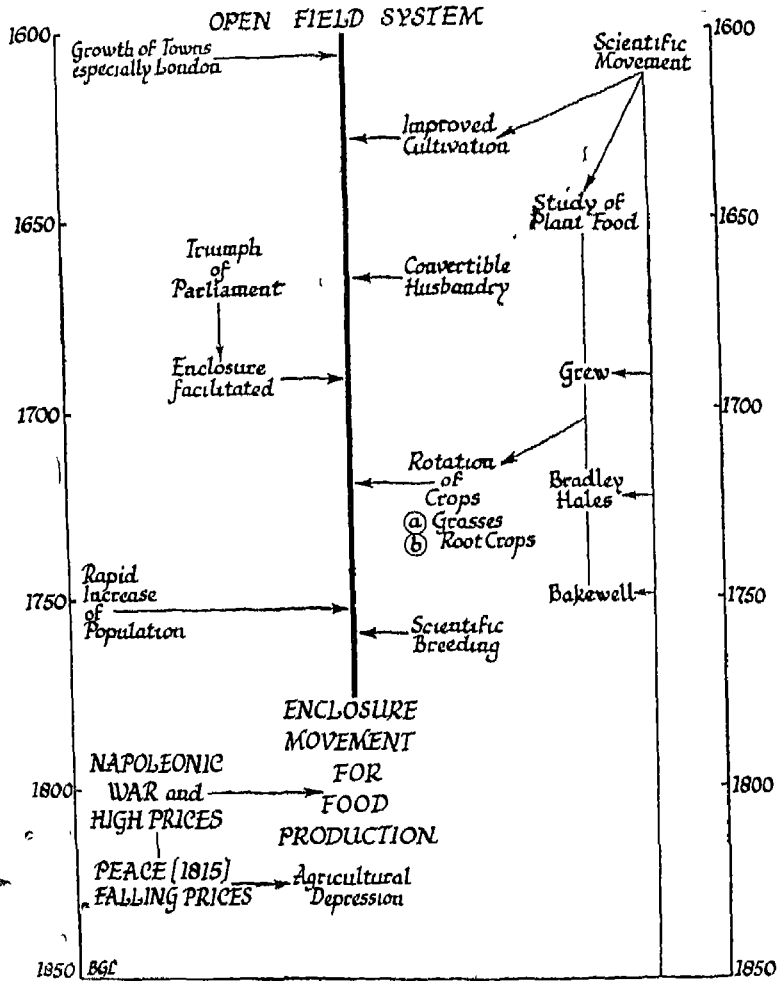 OPEN FIELD SYSTEM
1600
1600
Growth of Towns
especially London
Scientific
Movement
Improved
Cultivation
Study of
Plant Food
1650
1650
Triumph
of
Parliament
Convertible
Husbandry
Enclosure
facilitated
Grew
1700
1700
Rotation
of
Crops
a Grasses
b Root Crops
Bradley
Hales
Rapid
Increase
of
Population
1750
1750
Bakewell
Scientific
Breeding
ENCLOSURE
MOVEMENT
FOR
FOOD
PRODUCTION
NAPOLEONIC
WAR and
HIGH PRICES
1800
1800
PEACE [1815]
FALLING PRICES
Agricultural
Depression
1850
BGL
1850